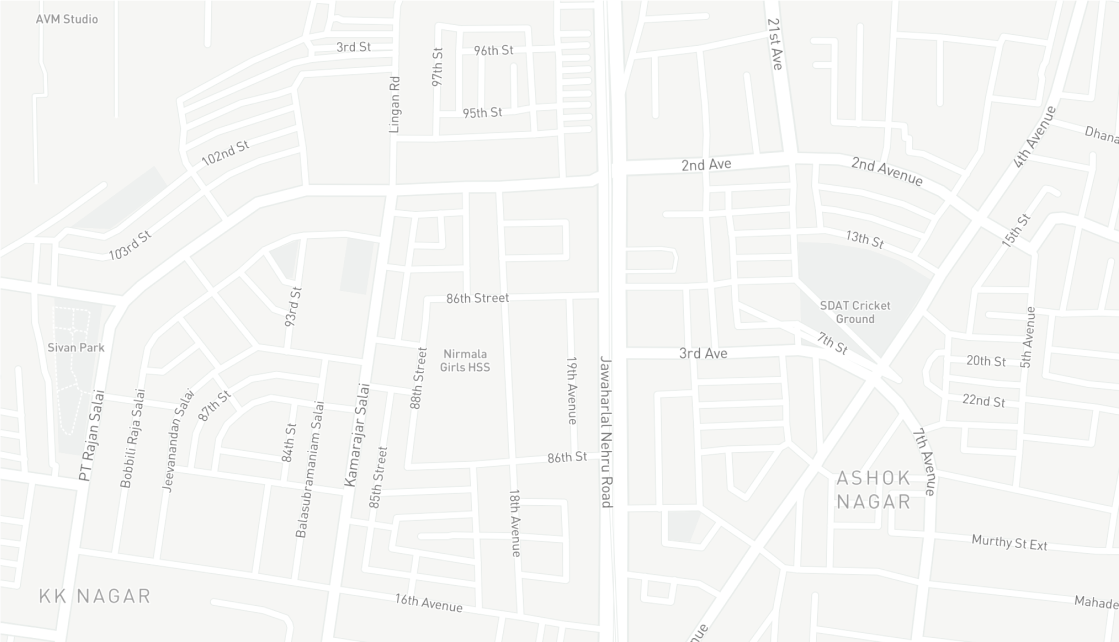 AVM Studio
3rd St
97th St
96th St
21st Ave
Lingan Rd
95th St
4th Avenue
102nd St
2nd Ave
2nd Avenue
103rd St
13th St
15th St
86th Street
93rd St
SDAT Cricket
Ground
Sivan Park
7th St
5th Avenue
3rd Ave
Nirmala
Girls HSS
20th St
88th Street
19th Avenue
Jawaharlal Nehru Road
22nd St
87th St
PT Rajan Salai
Bobbili Raja Salai
Jeevanandan Salai
84th St
Balasubramaniam Salai
Kamarajar Salai
85th Street
86th St
7th Avenue
ASHOK
NAGAR
18th Avenue
Murthy St Ext
KK NAGAR
16th Avenue